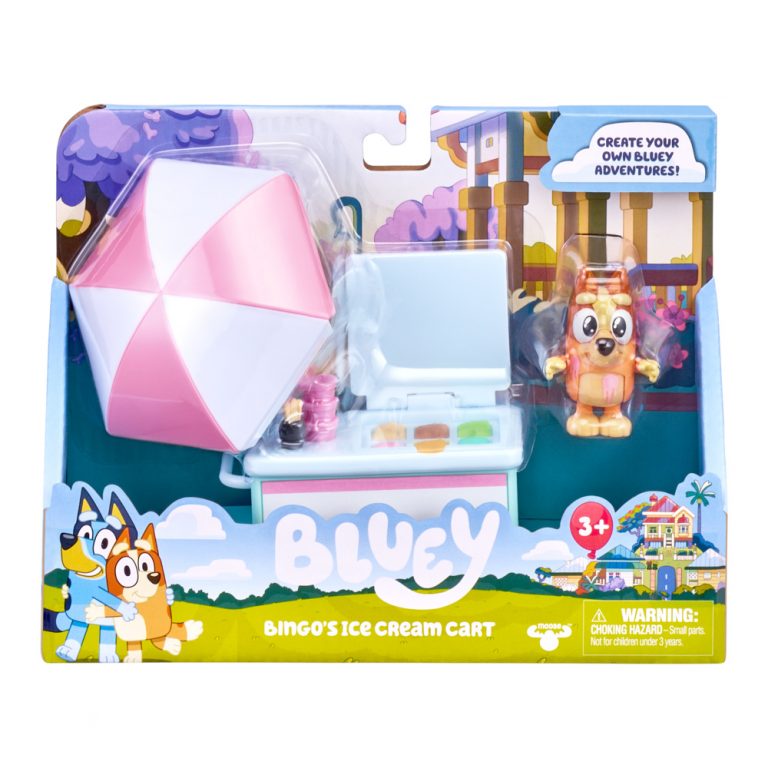 CREATE YOUR
OWN BLUEY
ADVENTURES!
BLUEY
3+
BINGO'S ICE CREAM CART
moose
WARNING:
CHOKING HAZARD – Small parts.
Not for children under 3 years.